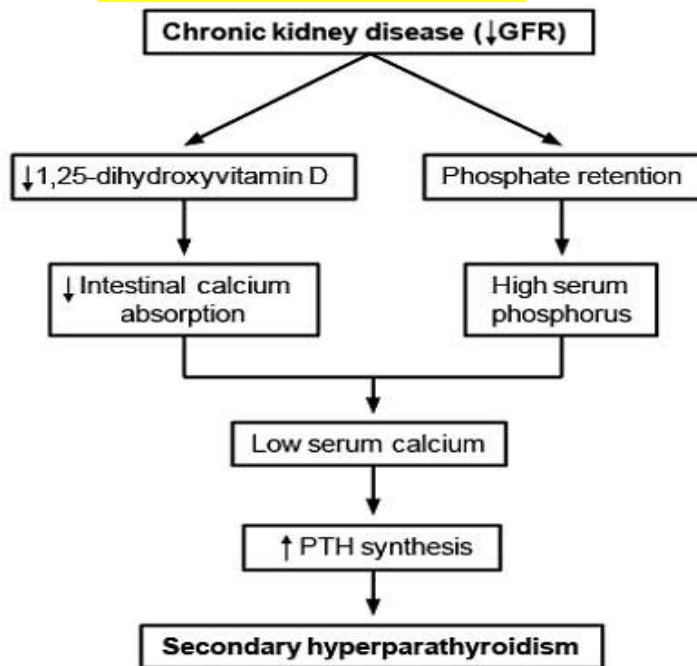 Chronic kidney disease (↓GFR)
↓1,25-dihydroxyvitamin D
Phosphate retention
↓Intestinal calcium
absorption
High serum
phosphorus
Low serum calcium
↑ PTH synthesis
Secondary hyperparathyroidism